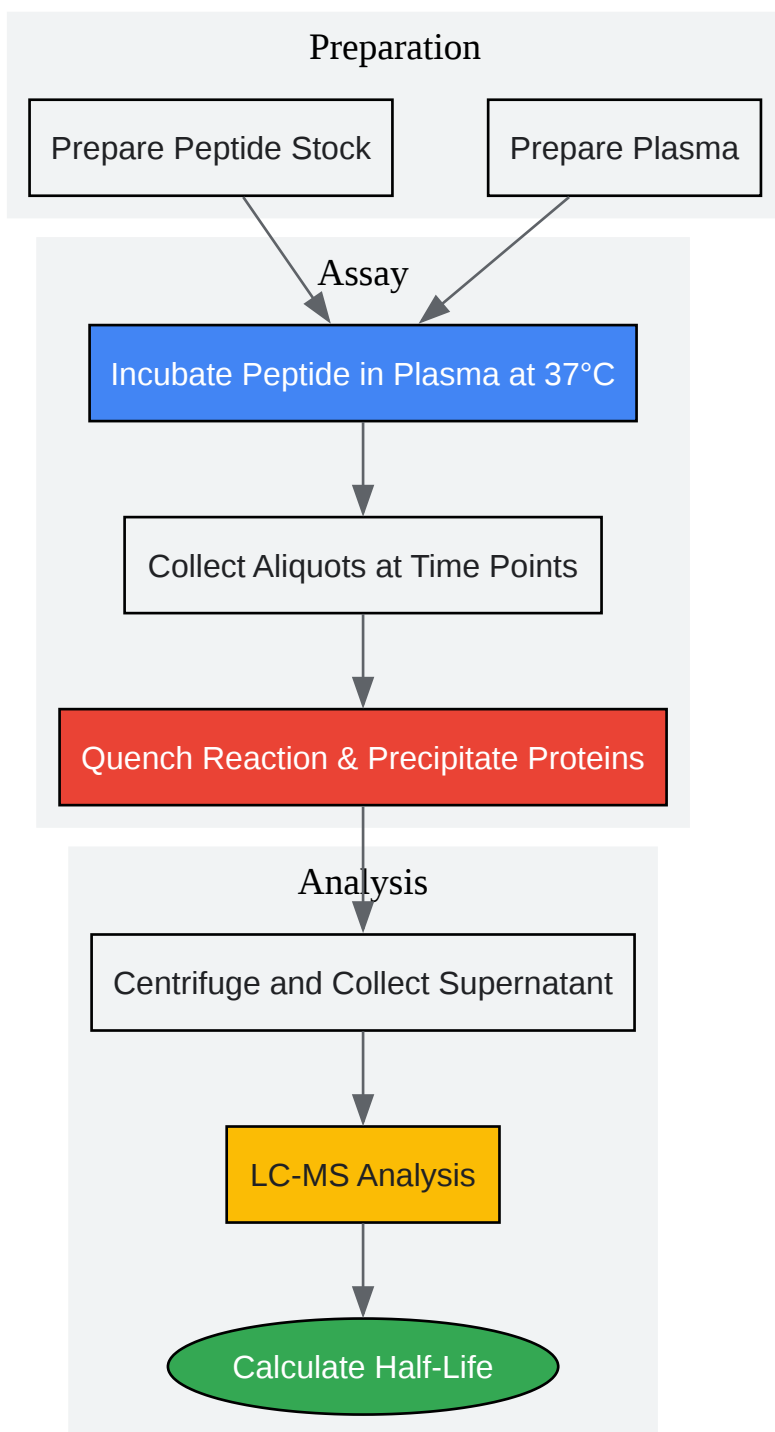 Preparation
Prepare Peptide Stock
Prepare Plasma
Assay
Incubate Peptide in Plasma at 37°C
Collect Aliquots at Time Points
Quench Reaction & Precipitate Proteins
Analysis
Centrifuge and Collect Supernatant
LC-MS Analysis
Calculate Half-Life